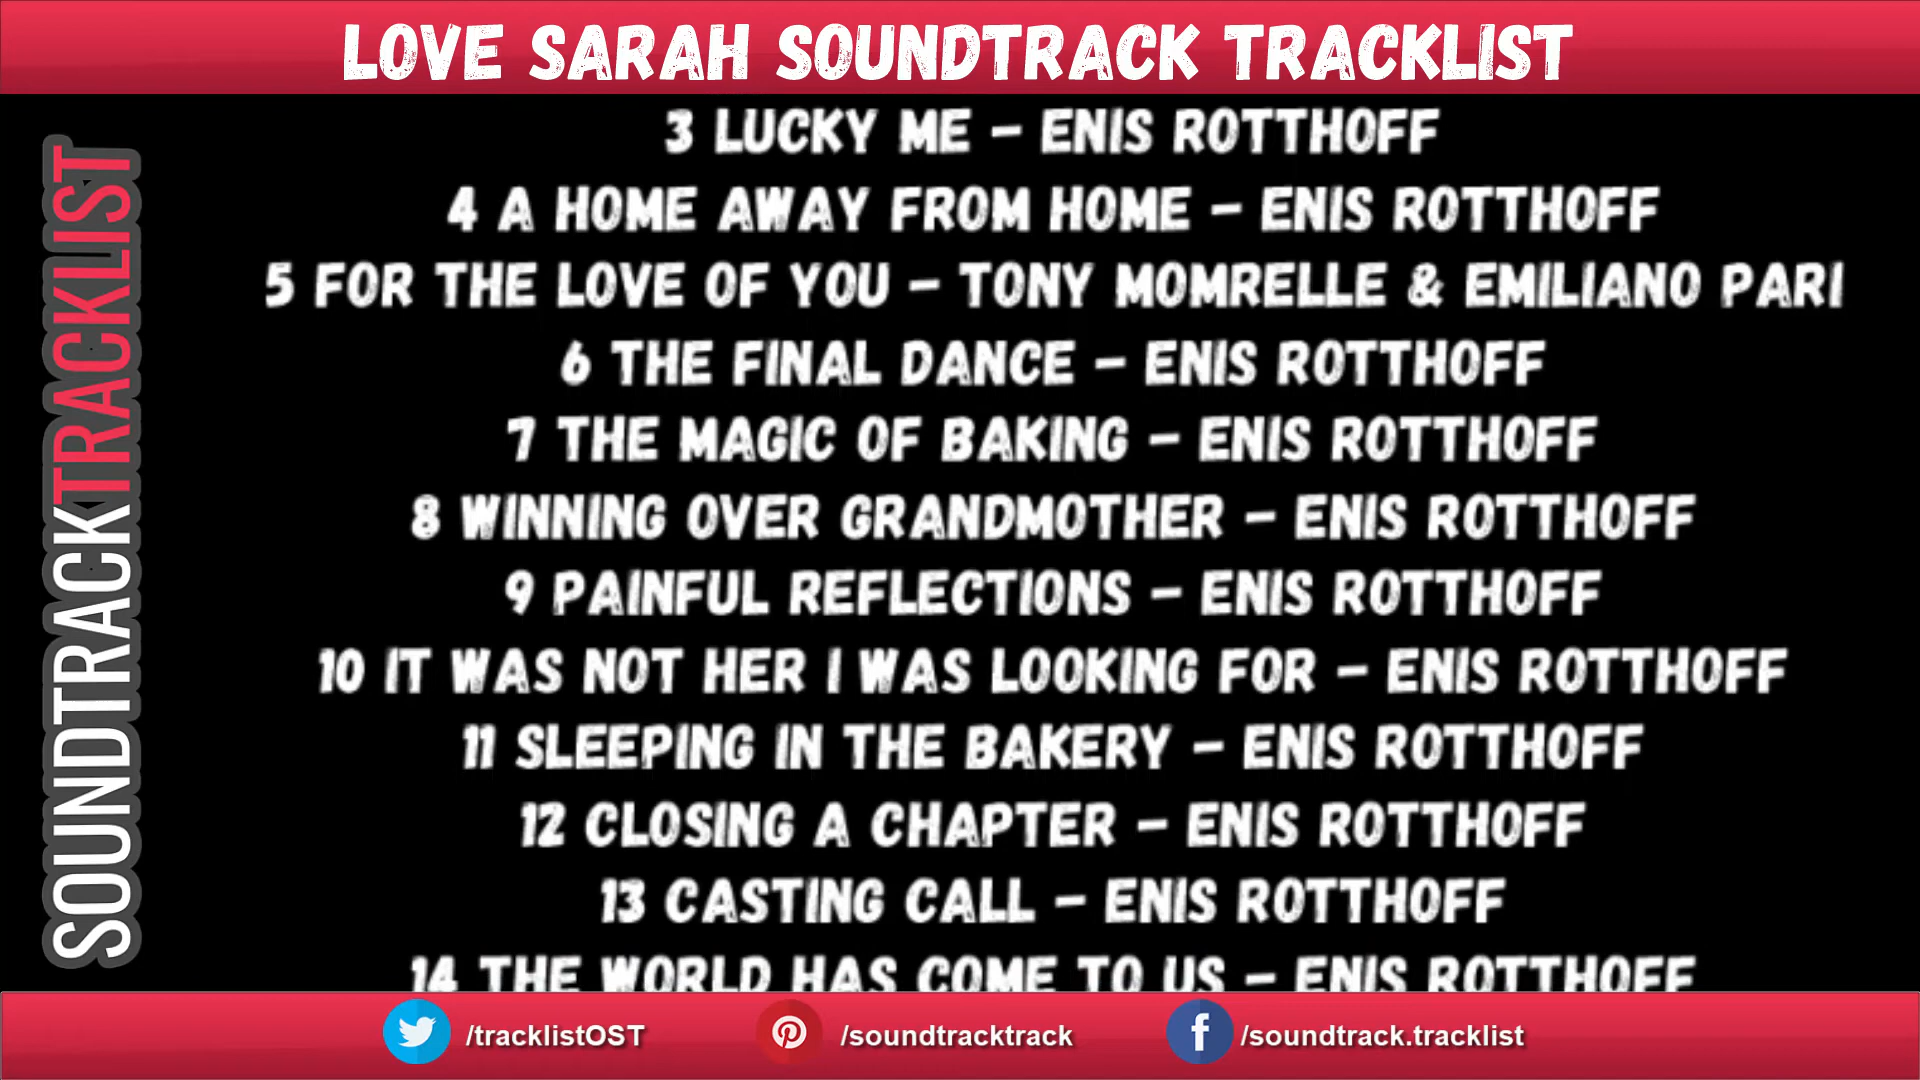 LOVE SARAH SOUNDTRACK TRACKLIST
SOUNDTRACKTRACKLIST
3 LUCKY ME – ENIS ROTTHOFF
4 A HOME AWAY FROM HOME – ENIS ROTTHOFF
5 FOR THE LOVE OF YOU – TONY MOMRELLE & EMILIANO PARI
6 THE FINAL DANCE – ENIS ROTTHOFF
7 THE MAGIC OF BAKING – ENIS ROTTHOFF
8 WINNING OVER GRANDMOTHER – ENIS ROTTHOFF
9 PAINFUL REFLECTIONS – ENIS ROTTHOFF
10 IT WAS NOT HER I WAS LOOKING FOR – ENIS ROTTHOFF
11 SLEEPING IN THE BAKERY – ENIS ROTTHOFF
12 CLOSING A CHAPTER – ENIS ROTTHOFF
13 CASTING CALL – ENIS ROTTHOFF
14 THE WORLD HAS COME TO US – ENIS ROTTHOFF
/tracklistOST /soundtracktrack /soundtrack.tracklist